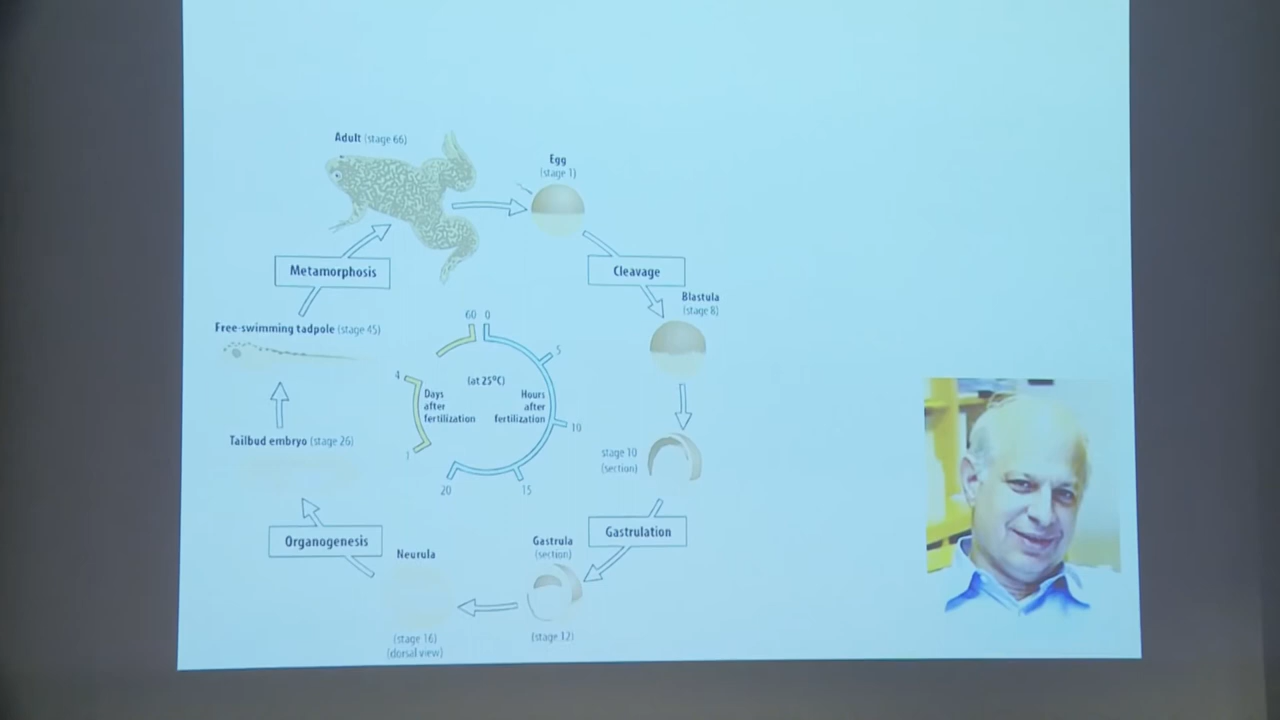 Adult (stage 66)
Egg
(stage 1)
Metamorphosis
Cleavage
Blastula
(stage 8)
Free-swimming tadpole (stage 45)
60 0
5
4
(at 25°C)
Days
after
fertilization
Hours
after
fertilization
10
1
20
15
Tailbud embryo (stage 26)
stage 10
(section)
Gastrulation
Organogenesis
Neurula
Gastrula
(section)
(stage 16)
(dorsal view)
(stage 12)